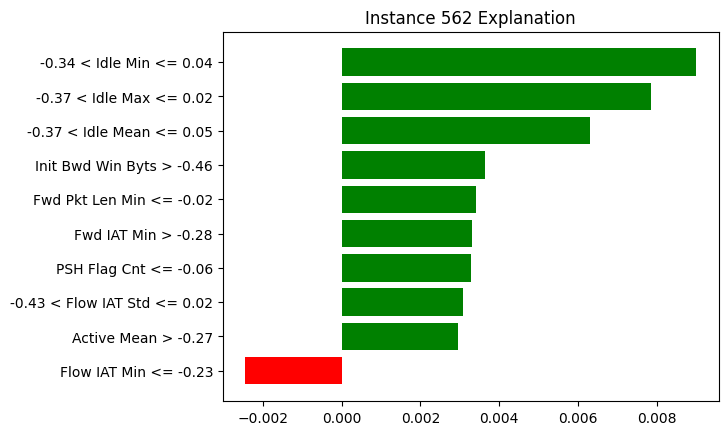 Instance 562 Explanation
-0.34 < Idle Min <= 0.04
-0.37 < Idle Max <= 0.02
-0.37 < Idle Mean <= 0.05
Init Bwd Win Byts > -0.46
Fwd Pkt Len Min <= -0.02
Fwd IAT Min > -0.28
PSH Flag Cnt <= -0.06
-0.43 < Flow IAT Std <= 0.02
Active Mean > -0.27
Flow IAT Min <= -0.23
−0.002 0.000 0.002 0.004 0.006 0.008